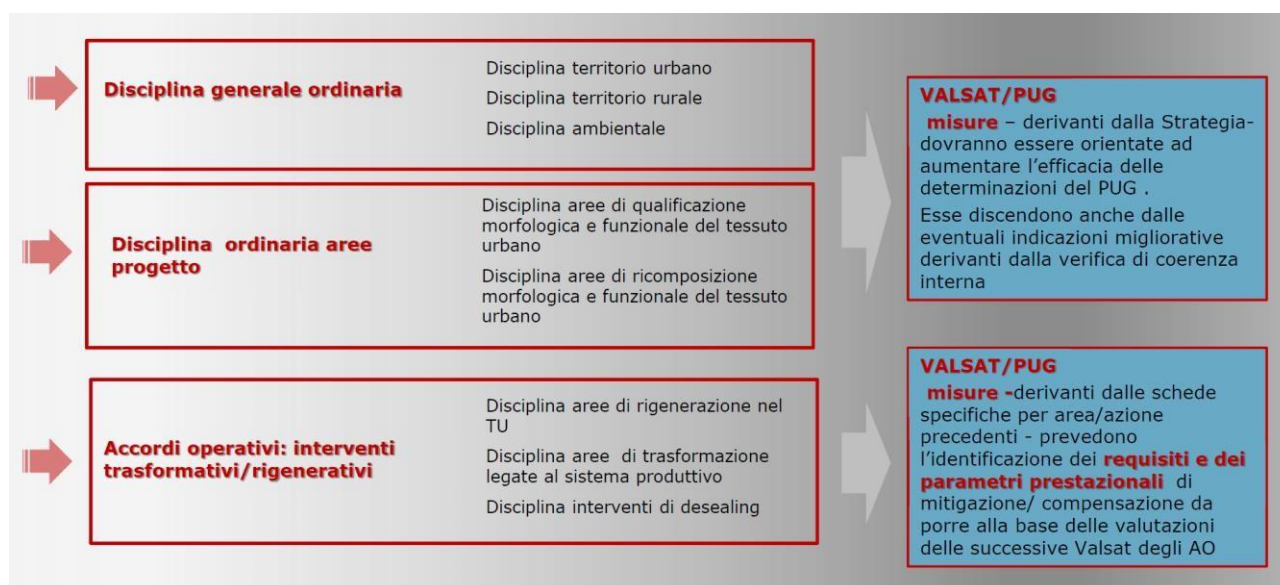 Disciplina generale ordinaria
Disciplina territorio urbano
Disciplina territorio rurale
Disciplina ambientale
Disciplina ordinaria aree
progetto
Disciplina aree di qualificazione
morfologica e funzionale del tessuto
urbano
Disciplina aree di ricomposizione
morfologica e funzionale del tessuto
urbano
Accordi operativi: interventi
trasformativi/rigenerativi
Disciplina aree di rigenerazione nel
TU
Disciplina aree di trasformazione
legate al sistema produttivo
Disciplina interventi di desealing
VALSAT/PUG
misure – derivanti dalla Strategia-
dovranno essere orientate ad
aumentare l'efficacia delle
determinazioni del PUG .
Esse discendono anche dalle
eventuali indicazioni migliorative
derivanti dalla verifica di coerenza
interna
VALSAT/PUG
misure -derivanti dalle schede
specifiche per area/azione
precedenti - prevedono
l'identificazione dei requisiti e dei
parametri prestazionali di
mitigazione/ compensazione da
porre alla base delle valutazioni
delle successive Valsat degli AO